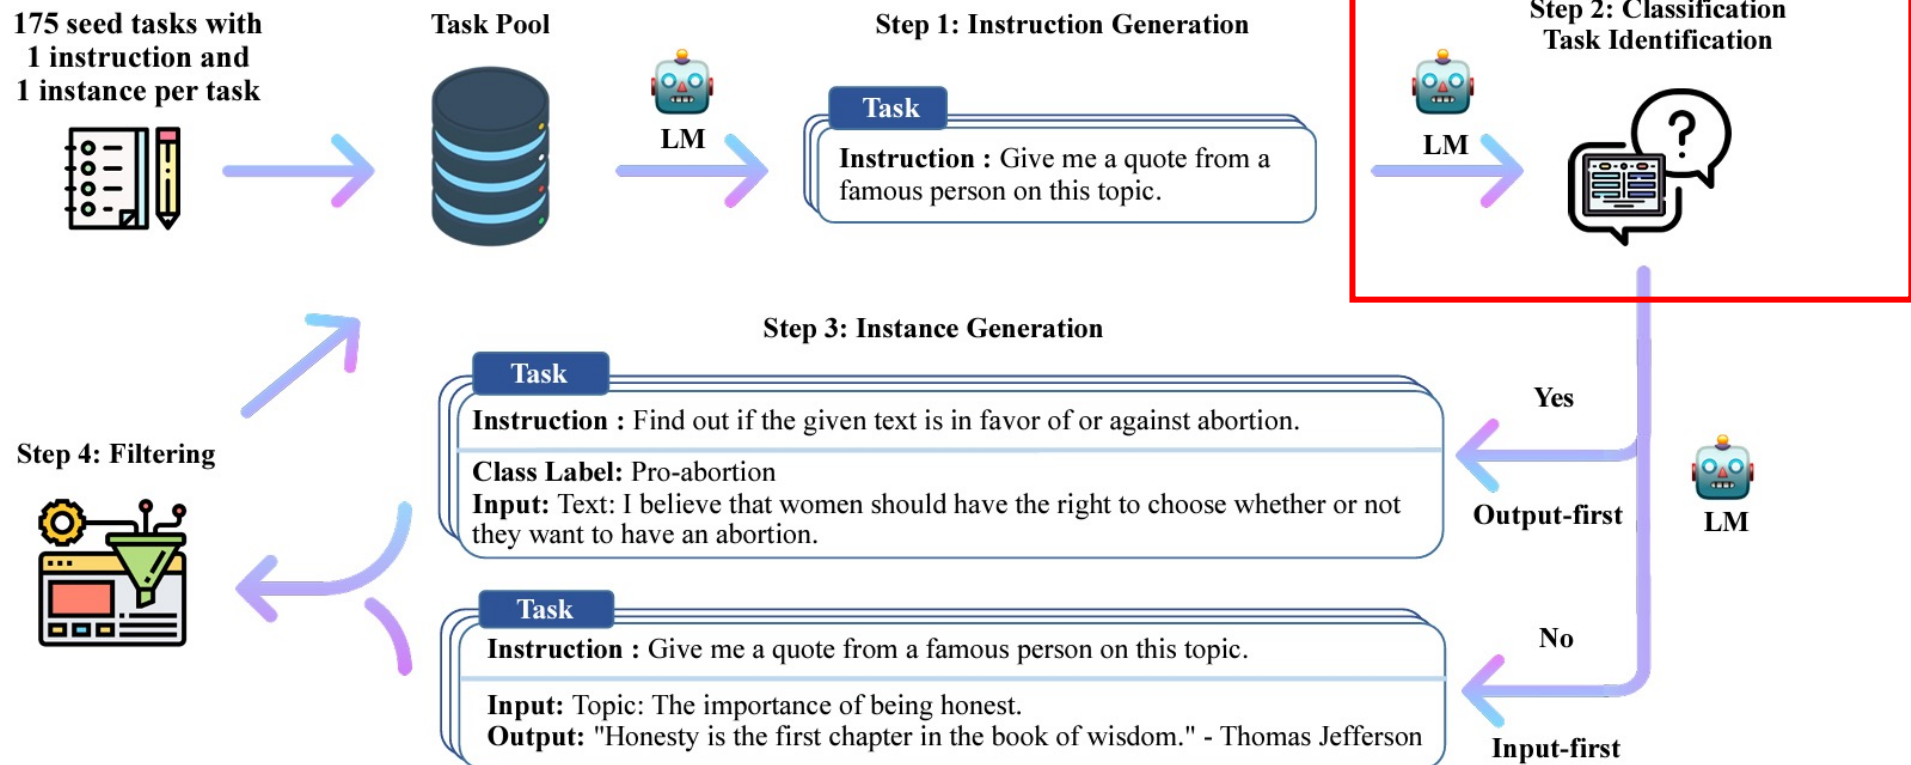 175 seed tasks with
1 instruction and
1 instance per task
Task Pool
LM
Step 1: Instruction Generation
Task
Instruction : Give me a quote from a
famous person on this topic.
LM
Step 2: Classification
Task Identification
?
Step 3: Instance Generation
Task
Instruction : Find out if the given text is in favor of or against abortion.
Class Label: Pro-abortion
Input: Text: I believe that women should have the right to choose whether or not
they want to have an abortion.
Yes
Output-first
LM
Task
Instruction : Give me a quote from a famous person on this topic.
Input: Topic: The importance of being honest.
Output: "Honesty is the first chapter in the book of wisdom." - Thomas Jefferson
No
Input-first
Step 4: Filtering